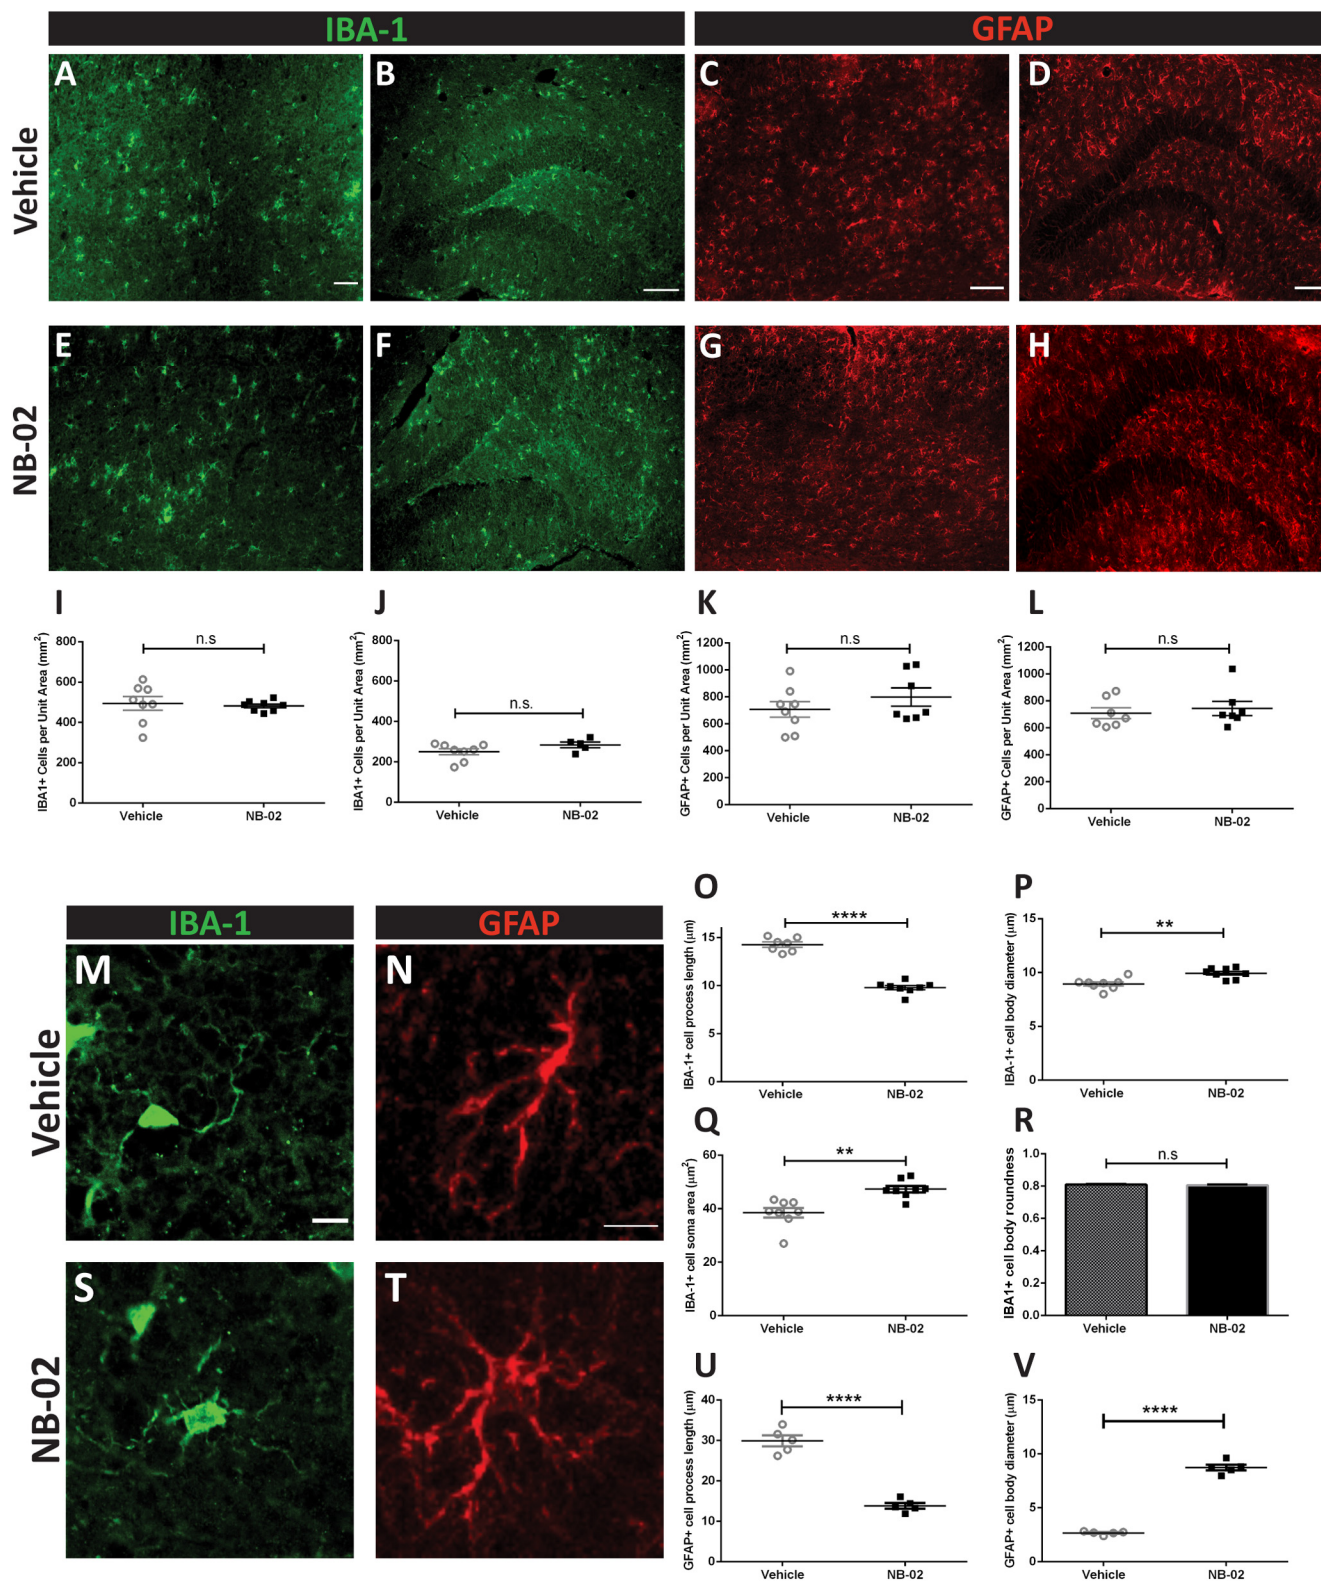 IBA-1
GFAP
Vehicle
A
B
C
D
NB-02
E
F
G
H
I
IBA1+ Cells per Unit Area (mm²)
800
600
400
200
0
n.s
Vehicle
NB-02
J
IBA1+ Cells per Unit Area (mm²)
800
600
400
200
0
n.s.
Vehicle
NB-02
K
GFAP+ Cells per Unit Area (mm²)
1200
1000
800
600
400
200
0
n.s
Vehicle
NB-02
L
GFAP+ Cells per Unit Area (mm²)
1200
1000
800
600
400
200
0
n.s
Vehicle
NB-02
IBA-1
GFAP
Vehicle
M
N
NB-02
S
T
O
IBA-1+ cell process length (µm)
15
10
5
0
****
Vehicle
NB-02
P
IBA-1+ cell body diameter (µm)
15
10
5
0
**
Vehicle
NB-02
Q
IBA-1+ cell soma area (µm²)
60
40
20
0
**
Vehicle
NB-02
R
IBA1+ cell body roundness
1.0
0.8
0.6
0.4
0.2
0.0
n.s
Vehicle
NB-02
U
GFAP+ cell process length (µm)
40
30
20
10
0
****
Vehicle
NB-02
V
GFAP+ cell body diameter (µm)
15
10
5
0
****
Vehicle
NB-02